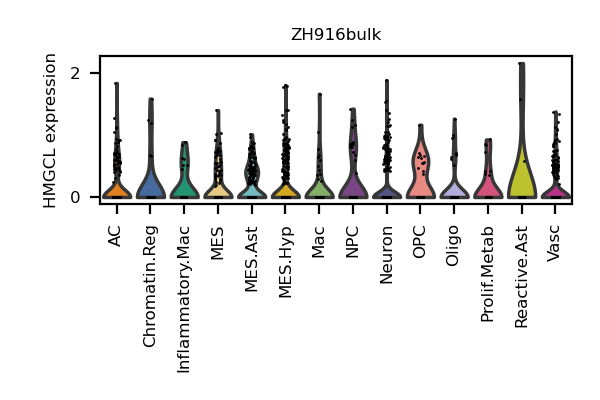 ZH916bulk
HMGCL expression
2
0
AC
Chromatin.Reg
Inflammatory.Mac
MES
MES.Ast
MES.Hyp
Mac
NPC
Neuron
OPC
Oligo
Prolif.Metab
Reactive.Ast
Vasc